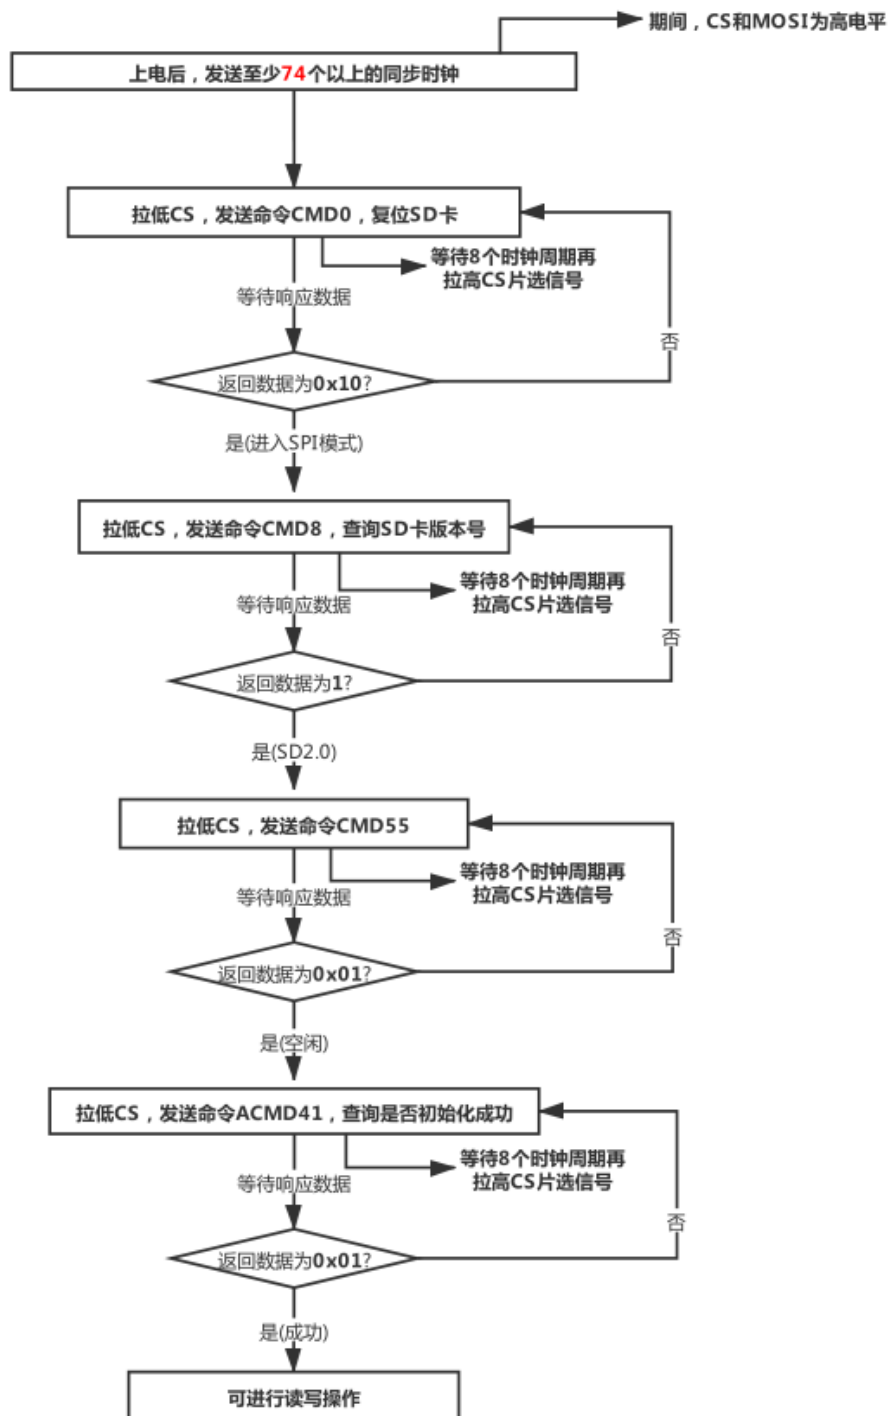 期间，CS和MOSI为高电平
上电后，发送至少74个以上的同步时钟
拉低CS，发送命令CMD0，复位SD卡
等待8个时钟周期再
拉高CS片选信号
等待响应数据
否
返回数据为0x10?
是(进入SPI模式)
拉低CS，发送命令CMD8，查询SD卡版本号
等待8个时钟周期再
拉高CS片选信号
等待响应数据
否
返回数据为1?
是(SD2.0)
拉低CS，发送命令CMD55
等待8个时钟周期再
拉高CS片选信号
等待响应数据
否
返回数据为0x01?
是(空闲)
拉低CS，发送命令ACMD41，查询是否初始化成功
等待8个时钟周期再
拉高CS片选信号
等待响应数据
否
返回数据为0x01?
是(成功)
可进行读写操作